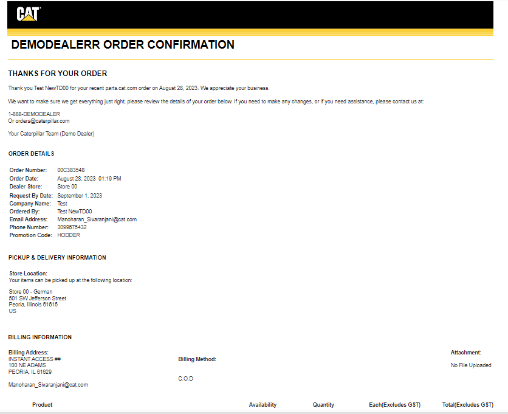 CAT
DEMODEALERR ORDER CONFIRMATION
THANKS FOR YOUR ORDER
Thank you Test NewTD00 for your recent parts.cat.com order on August 28, 2023. We appreciate your business.
We want to make sure we get everything just right, please review the details of your order below. If you need to make any changes, or if you need assistance, please contact us at:
1-888-DEMODEALER
Or orders@caterpillar.com
Your Caterpillar Team (Demo Dealer)
ORDER DETAILS
Order Number:
Order Date: August 28, 2023 01:19 PM
Dealer Store: Store 00
Request By Date: September 1, 2023
Company Name: Test
Ordered By: Test NewTD00
Email Address: Manoharan_Sivaranjani@cat.com
Phone Number:
Promotion Code: HODDER
PICKUP & DELIVERY INFORMATION
Store Location:
Your items can be picked up at the following location:
Store 00 - German
501 SW Jefferson Street
Peoria, Illinois 61615
US
BILLING INFORMATION
Billing Address: Billing Method: Attachment:
INSTANT ACCESS ## C.O.D No File Uploaded
100 NE ADAMS
PEORIA, IL 61629
Manoharan_Sivaranjani@cat.com
Product Availability Quantity Each(Excludes GST) Total(Excludes GST)